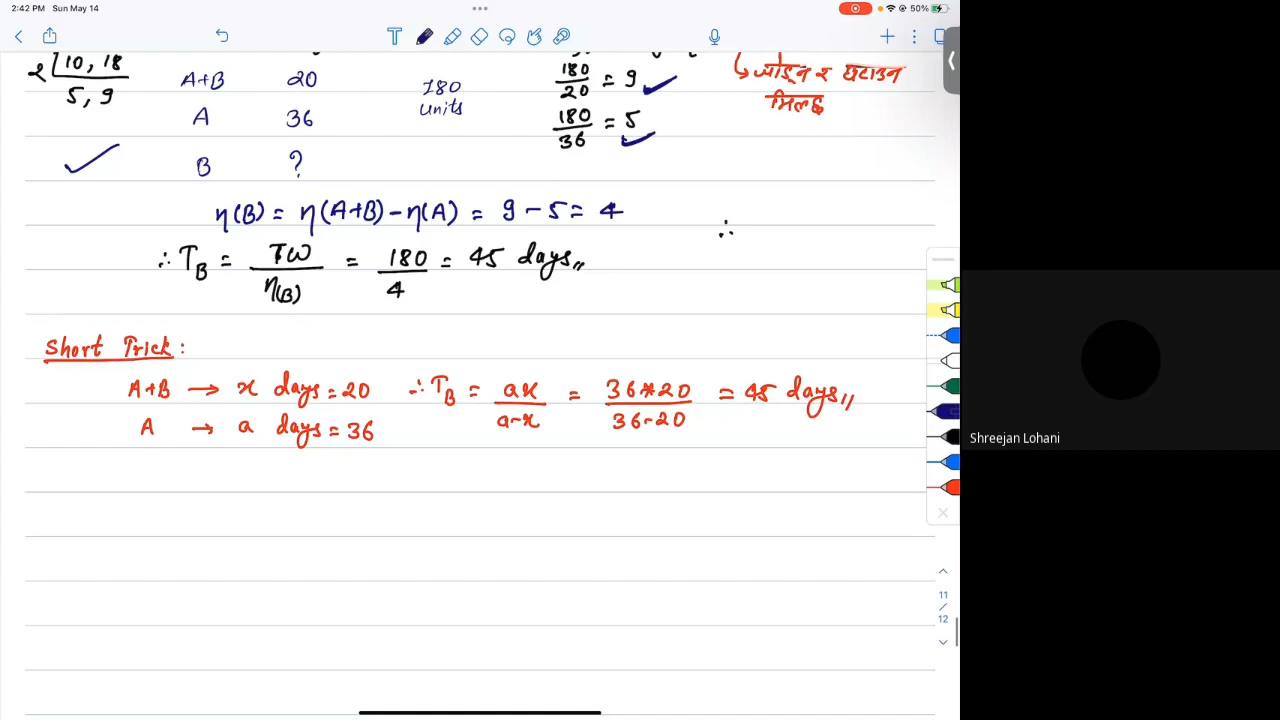 2:42 PM Sun May 14
50%
2 | 10, 18
5, 9
A+B 20
A 36
B ?
180
units
180/20 = 9
180/36 = 5
जोड्न र घटाउन
मिल्छ
η(B) = η(A+B) - η(A) = 9 - 5 = 4
∴
∴ T_B = TW/η(B) = 180/4 = 45 days,,
Short Trick:
A+B → x days = 20 ∴ T_B = ax/a-x = 36*20/36-20 = 45 days,,
A → a days = 36
Shreejan Lohani
11
/
12